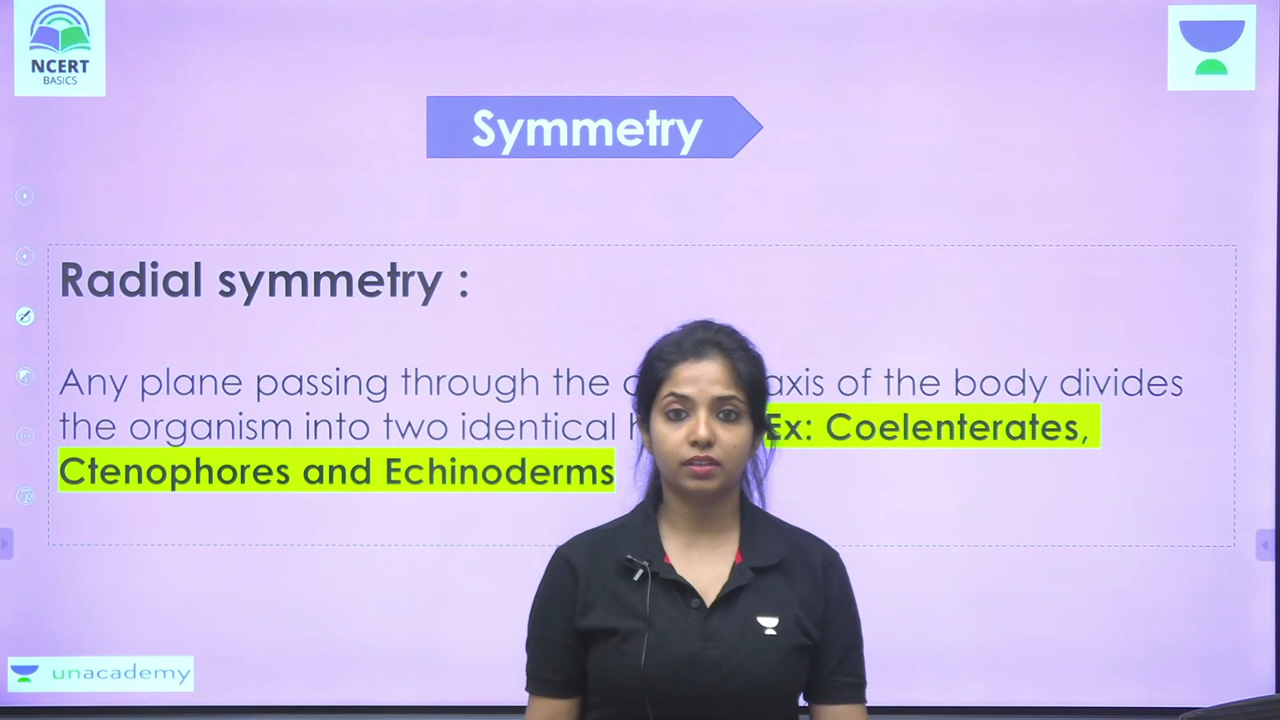 NCERT
BASICS
Symmetry
Radial symmetry :
Any plane passing through the axis of the body divides
the organism into two identical Ex: Coelenterates,
Ctenophores and Echinoderms
unacademy